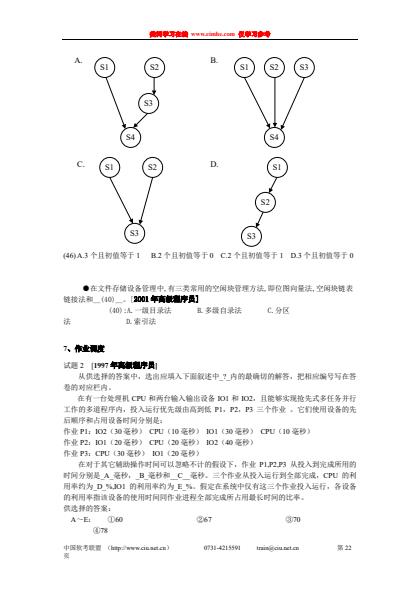 希赛学习在线 www.csinhc.com 仅学习参考
A. B.
S1 S2 S1 S2 S3
S3
S4 S4
C. D.
S1 S2 S1
S2
S3 S3
(46) A.3 个且初值等于 1 B.2 个且初值等于 0 C.2 个且初值等于 1 D.3 个且初值等于 0
●在文件存储设备管理中,有三类常用的空闲块管理方法,即位图向量法,空闲块链表
链接法和__(40)__。[2001 年高级程序员]
(40):A.一级目录法 B.多级自录法 C.分区
法 D.索引法
7、作业调度
试题 2 [1997 年高级程序员]
从供选择的答案中，选出应填入下面叙述中_?_内的最确切的解答，把相应编号写在答
卷的对应栏内。
在有一台处理机 CPU 和两台输入输出设备 IO1 和 IO2，且能够实现抢先式多任务并行
工作的多道程序内，投入运行优先级由高到低 P1，P2，P3 三个作业 。它们使用设备的先
后顺序和占用设备时间分别是：
作业 P1：IO2（30 毫秒） CPU（10 毫秒） IO1（30 毫秒） CPU（10 毫秒）
作业 P2：IO1（20 毫秒） CPU（20 毫秒） IO2（40 毫秒）
作业 P3：CPU（30 毫秒） IO1（20 毫秒）
在对于其它辅助操作时间可以忽略不计的假设下，作业 P1,P2,P3 从投入到完成所用的
时间分别是_A_毫秒，_B_毫秒和__C__毫秒。三个作业从投入运行到全部完成，CPU 的利
用率约为_D_%,IO1 的利用率约为_E_%。假定在系统中仅有这三个作业投入运行，各设备
的利用率指该设备的使用时间同作业进程全部完成所占用最长时间的比率。
供选择的答案：
A～E： ①60 ②67 ③70
④78
中国软考联盟 （http://www.csu.net.cn） 0731-4215591 train@csu.net.cn 第 22
页